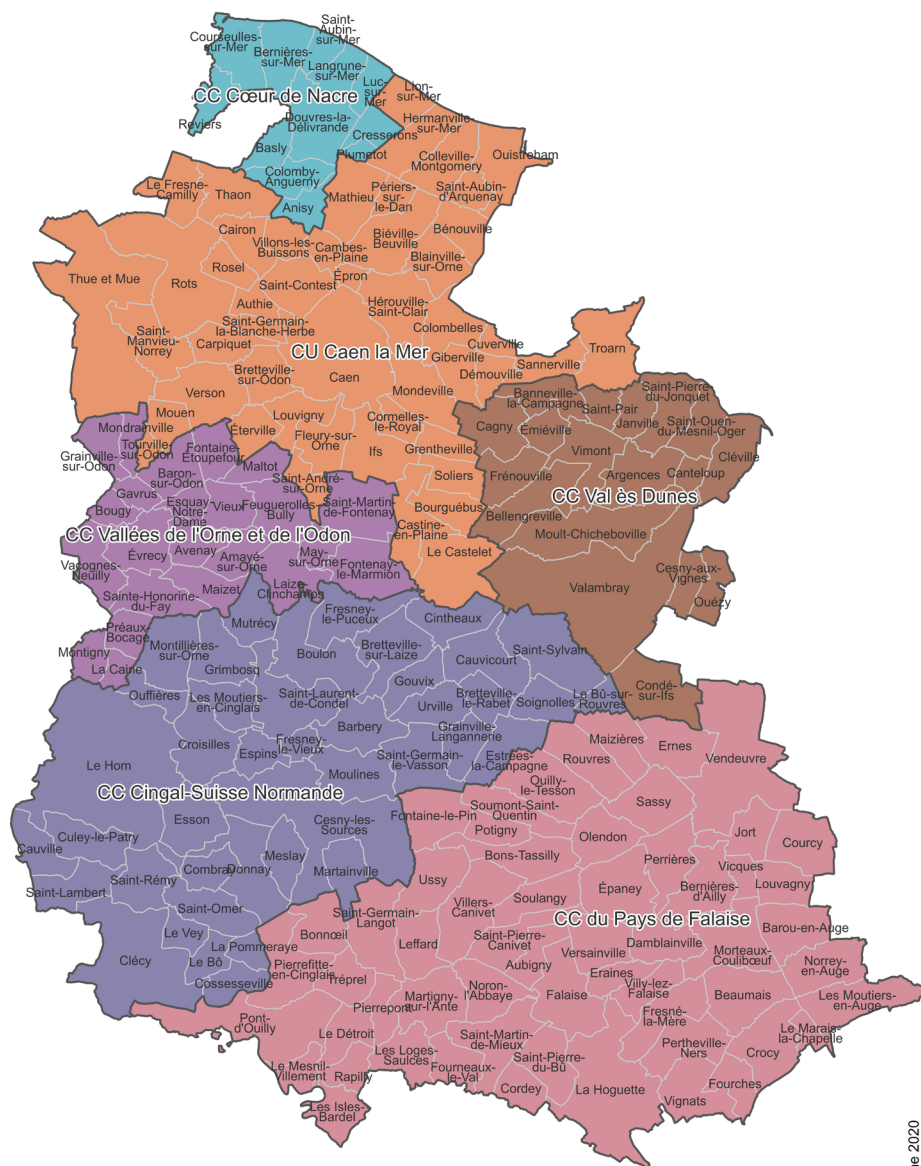 Courseulles-
sur-Mer
Bernières-
sur-Mer
Saint-
Aubin-
sur-Mer
Langrune-
sur-Mer
Luc-
sur-
Mer
Lion-
sur-Mer
CC Cœur de Nacre
Reviers
Douvres-la-
Délivrande
Hermanville-
sur-Mer
Cresserons
Basly
Plumetot
Colleville-
Montgomery
Ouistreham
Colomby-
Anguerny
Le Fresne-
Camilly
Thaon
Anisy
Mathieu
Périers-
sur-
le-Dan
Saint-Aubin-
d'Arquenay
Cairon
Villons-les-
Buissons
Cambes-
en-Plaine
Biéville-
Beuville
Bénouville
Blainville-
sur-Orne
Thue et Mue
Rots
Rosel
Saint-Contest
Épron
Authie
Hérouville-
Saint-Clair
Saint-
Manvieu-
Norrey
Saint-Germain-
la-Blanche-Herbe
Carpiquet
Colombelles
Cuverville
CU Caen la Mer
Giberville
Démouville
Sannerville
Troarn
Bretteville-
sur-Odon
Caen
Mondeville
Verson
Mouen
Louvigny
Cormelles-
le-Royal
Éterville
Fleury-sur-
Orne
Ifs
Grentheville
Soliers
Bourguébus
Castine-
en-Plaine
Le Castelet
Banneville-
la-Campagne
Saint-Pierre-
du-Jonquet
Saint-Pair
Cagny
Émiéville
Janville
Saint-Ouen-
du-Mesnil-Oger
Vimont
Cléville
Frénouville
Argences
Canteloup
CC Val ès Dunes
Bellengreville
Moult-Chicheboville
Valambray
Cesny-aux-
Vignes
Ouézy
Condé-
sur-Ifs
Mondrainville
Grainville-
sur-Odon
Tourville-
sur-Odon
Fontaine-
Étoupefour
Baron-
sur-Odon
Maltot
Saint-André-
sur-Orne
Gavrus
Bougy
Esquay-
Notre-
Dame
Vieux
Feuguerolles-
Bully
Saint-Martin-
de-Fontenay
CC Vallées de l'Orne et de l'Odon
Évrecy
Avenay
Amayé-
sur-Orne
May-
sur-Orne
Fontenay-
le-Marmion
Vacognes-
Neuilly
Sainte-Honorine-
du-Fay
Maizet
Laize-
Clinchamps
Préaux-
Bocage
Montigny
La Caine
Mutrécy
Fresney-
le-Puceux
Cintheaux
Montillières-
sur-Orne
Grimbosq
Boulon
Bretteville-
sur-Laize
Cauvicourt
Saint-Sylvain
Gouvix
Ouffières
Les Moutiers-
en-Cinglais
Saint-Laurent-
de-Condel
Urville
Bretteville-
le-Rabet
Soignolles
Le Bû-sur-
Rouvres
Barbery
Grainville-
Langannerie
Croisilles
Fresney-
le-Vieux
Espins
Saint-Germain-
le-Vasson
Estrées-
la-Campagne
Le Hom
Moulines
CC Cingal-Suisse Normande
Esson
Cesny-les-
Sources
Culey-le-Patry
Cauville
Meslay
Combray
Donnay
Martainville
Saint-Lambert
Saint-Rémy
Saint-Omer
Le Vey
La Pommeraye
Clécy
Le Bô
Cossesseville
Maizières
Rouvres
Ernes
Vendeuvre
Quilly-
le-Tesson
Sassy
Fontaine-le-Pin
Soumont-Saint-
Quentin
Potigny
Olendon
Jort
Courcy
Bons-Tassilly
Perrières
Vicques
Ussy
Épaney
Bernières-
d'Ailly
Louvagny
Villers-
Canivet
Soulangy
CC du Pays de Falaise
Barou-en-Auge
Saint-Germain-
Langot
Bonnœil
Leffard
Saint-Pierre-
Canivet
Damblainville
Versainville
Morteaux-
Coulibœuf
Norrey-
en-Auge
Aubigny
Pierrefitte-
en-Cinglais
Tréprel
Eraines
Villy-lez-
Falaise
Noron-
l'Abbaye
Falaise
Beaumais
Les Moutiers-
en-Auge
Pierrepont
Martigny-
sur-l'Ante
Fresné-
la-Mère
Pont-
d'Ouilly
Le Détroit
Saint-Martin-
de-Mieux
Pertheville-
Ners
Le Marais-
la-Chapelle
Crocy
Les Loges-
Saulces
Le Mesnil-
Villement
Rapilly
Fourneaux-
le-Val
Saint-Pierre-
du-Bû
Cordey
La Hoguette
Fourches
Vignats
Les Isles-
Bardel
2020